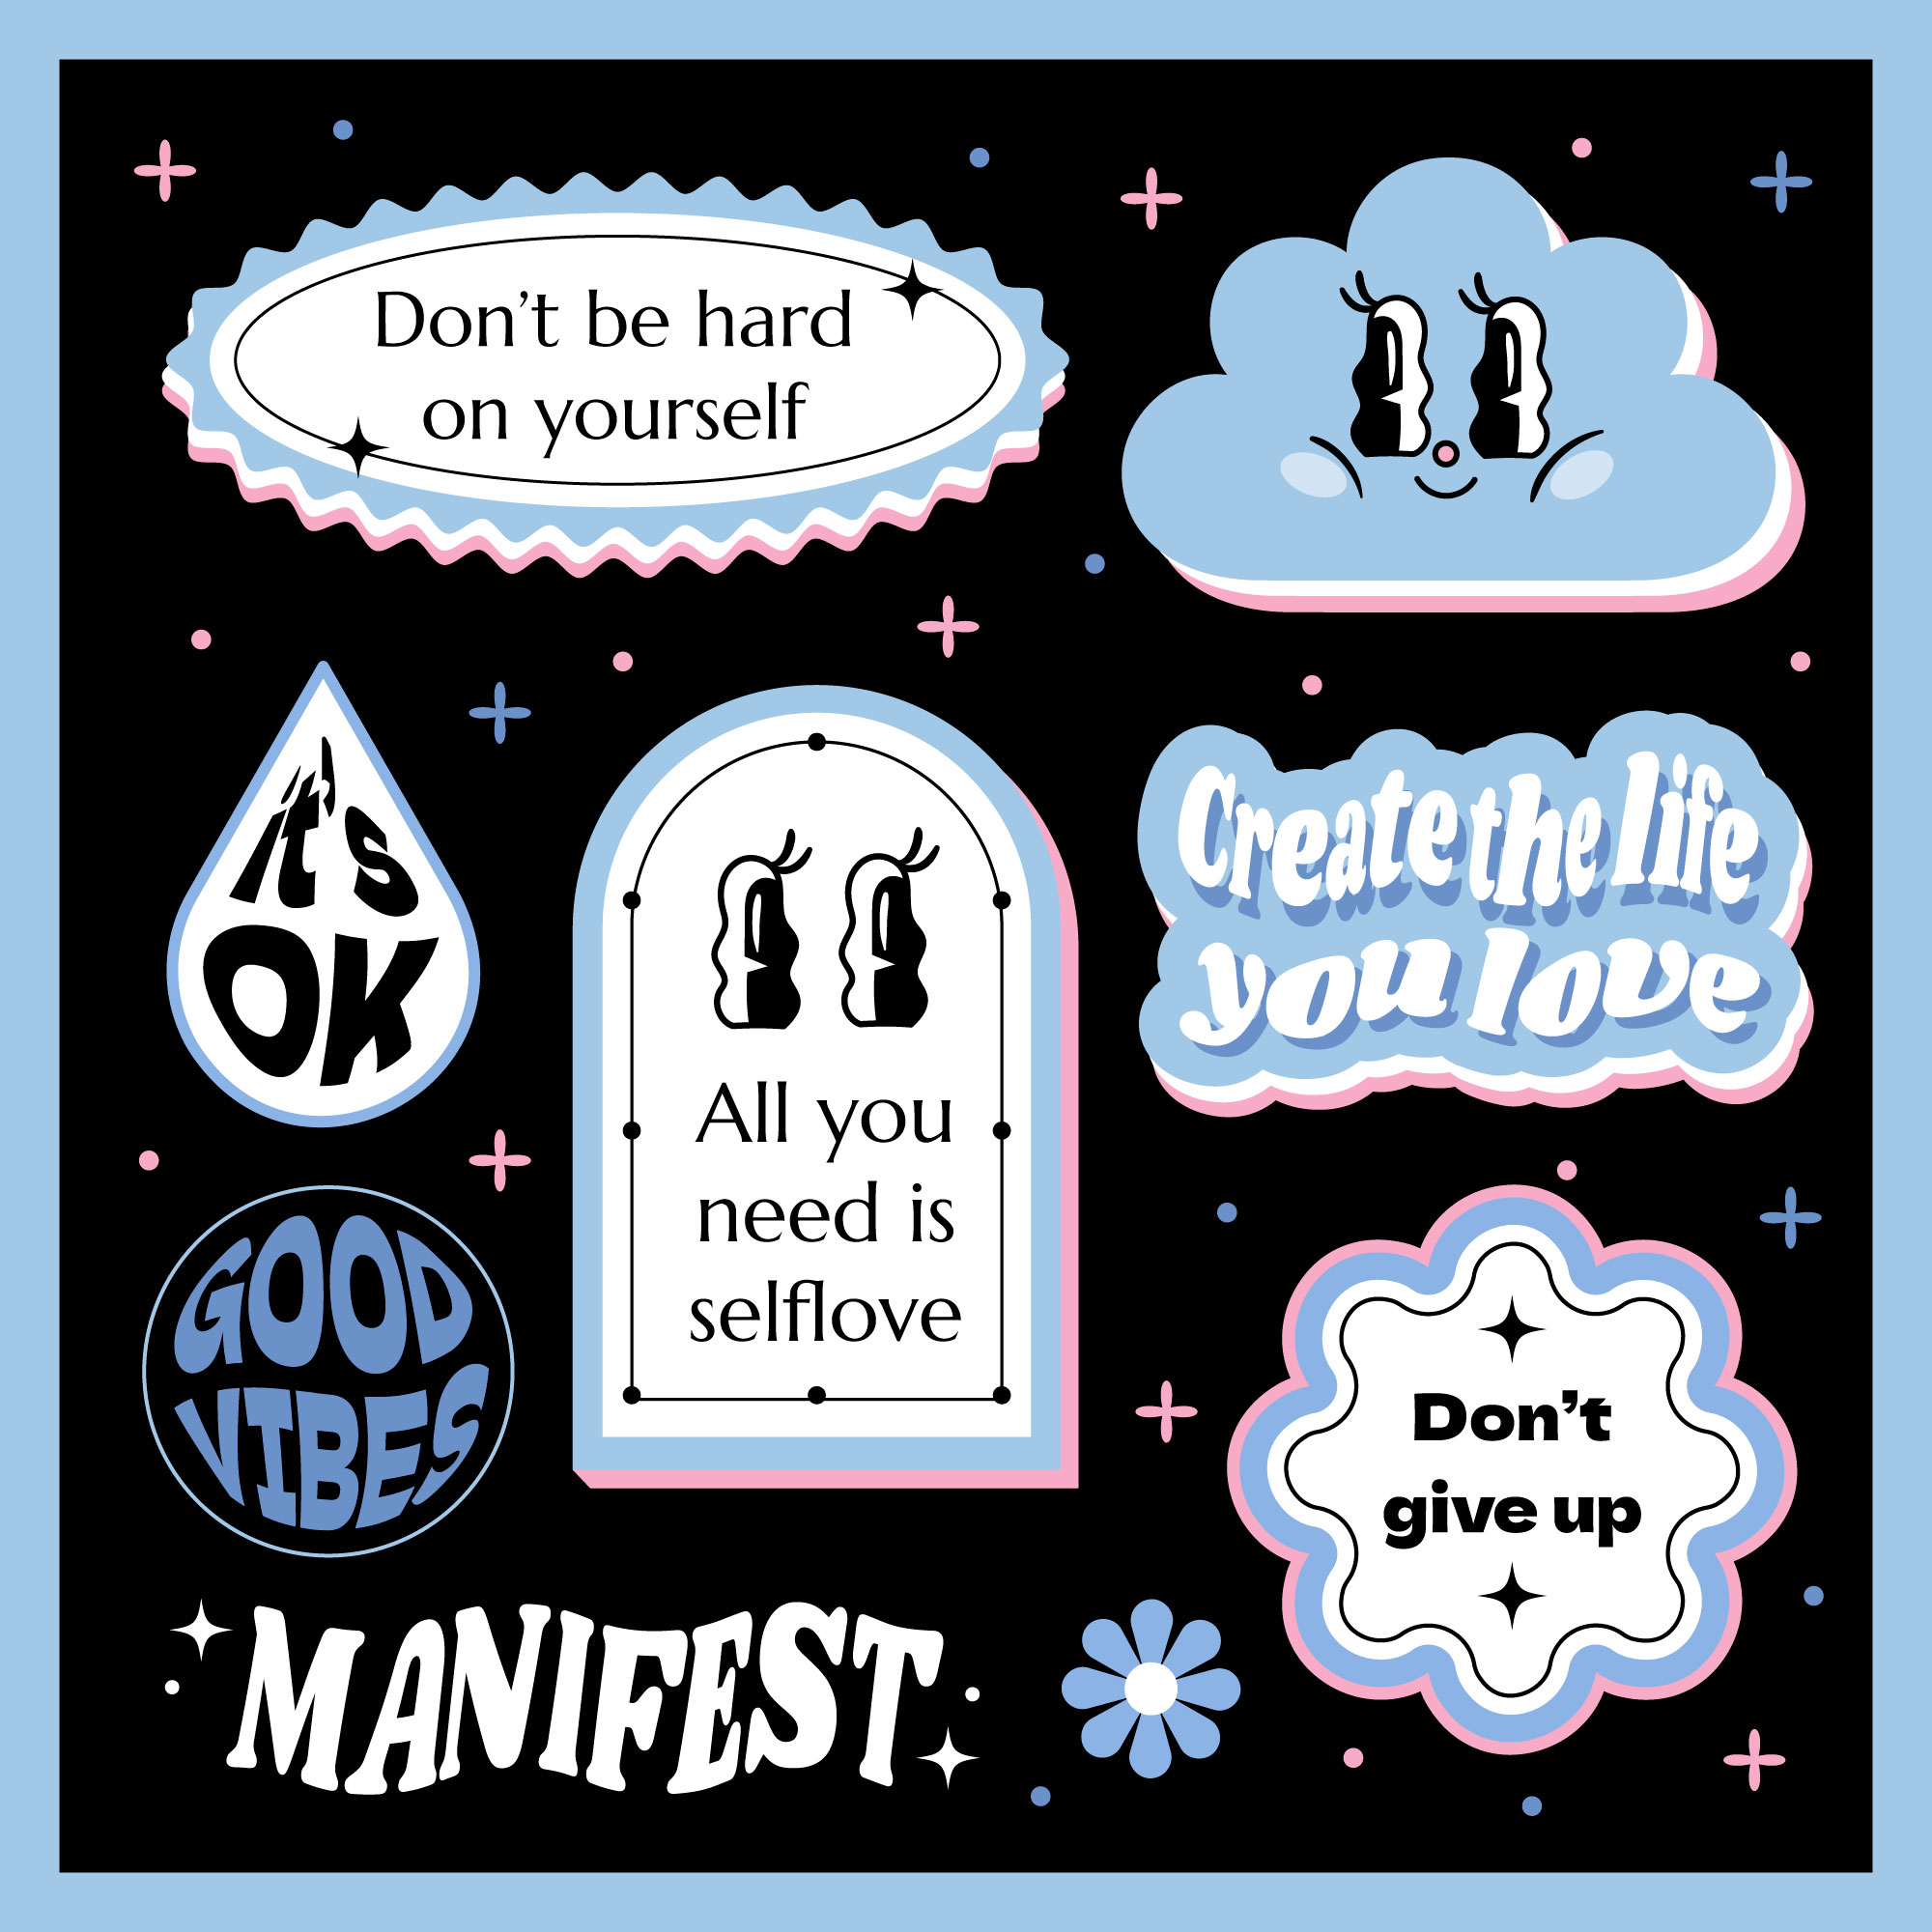 Don't be hard
on yourself
It's
OK
All you
need is
selflove
Create the life
you love
GOOD
VIBES
Don't
give up
MANIFEST